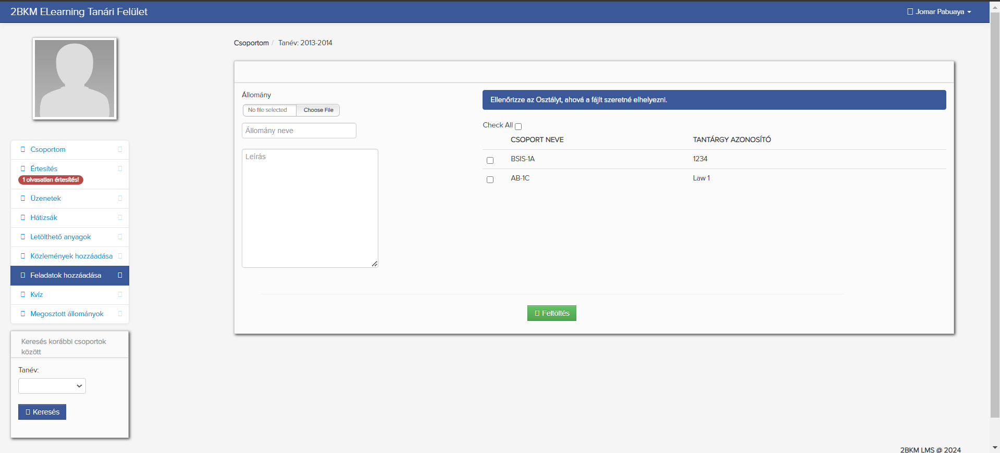 2BKM ELearning Tanári Felület
Jomar Pabuaya
Csoportom / Tanév: 2013-2014
Csoportom
Értesítés
1 olvasatlan értesítés!
Üzenetek
Hátizsák
Letölthető anyagok
Közlemények hozzáadása
Feladatok hozzáadása
Kvíz
Megosztott állományok
Keresés korábbi csoportok
között
Tanév:
Keresés
Állomány
No file selected Choose File
Állomány neve
Leírás
Ellenőrizze az Osztályt, ahová a fájlt szeretné elhelyezni.
Check All
CSOPORT NEVE TANTÁRGY AZONOSÍTÓ
BSIS-1A 1234
AB-1C Law 1
Feltöltés
2BKM LMS @ 2024